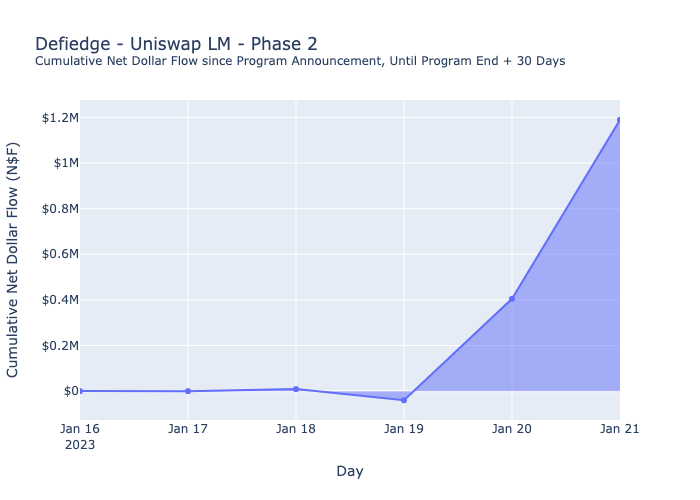 Defiedge - Uniswap LM - Phase 2
Cumulative Net Dollar Flow since Program Announcement, Until Program End + 30 Days
Cumulative Net Dollar Flow (N$F)
$1.2M
$1M
$0.8M
$0.6M
$0.4M
$0.2M
$0
Jan 16 Jan 17 Jan 18 Jan 19 Jan 20 Jan 21
2023
Day